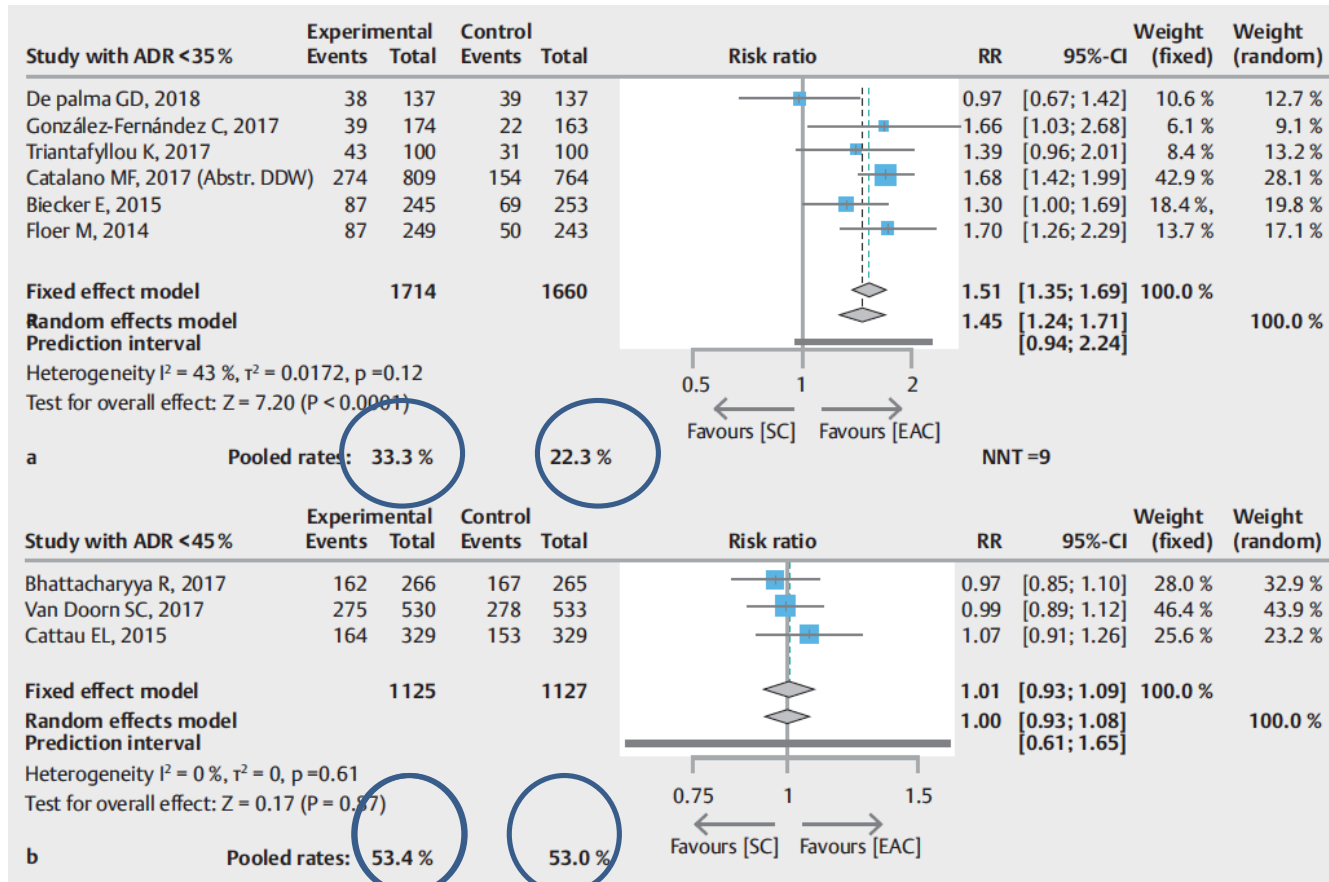 Experimental Control Weight Weight
Study with ADR <35% Events Total Events Total Risk ratio RR 95%-CI (fixed) (random)
De palma GD, 2018 38 137 39 137 0.97 [0.67; 1.42] 10.6 % 12.7 %
González-Fernández C, 2017 39 174 22 163 1.66 [1.03; 2.68] 6.1 % 9.1 %
Triantafyllou K, 2017 43 100 31 100 1.39 [0.96; 2.01] 8.4 % 13.2 %
Catalano MF, 2017 (Abstr. DDW) 274 809 154 764 1.68 [1.42; 1.99] 42.9 % 28.1 %
Biecker E, 2015 87 245 69 253 1.30 [1.00; 1.69] 18.4 %, 19.8 %
Floer M, 2014 87 249 50 243 1.70 [1.26; 2.29] 13.7 % 17.1 %
Fixed effect model 1714 1660 1.51 [1.35; 1.69] 100.0 %
Random effects model 1.45 [1.24; 1.71] 100.0 %
Prediction interval [0.94; 2.24]
Heterogeneity I² = 43 %, τ² = 0.0172, p =0.12
0.5 1 2
Test for overall effect: Z = 7.20 (P < 0.0001)
Favours [SC] Favours [EAC]
a Pooled rates: 33.3 % 22.3 % NNT =9
Experimental Control Weight Weight
Study with ADR <45% Events Total Events Total Risk ratio RR 95%-CI (fixed) (random)
Bhattacharyya R, 2017 162 266 167 265 0.97 [0.85; 1.10] 28.0 % 32.9 %
Van Doorn SC, 2017 275 530 278 533 0.99 [0.89; 1.12] 46.4 % 43.9 %
Cattau EL, 2015 164 329 153 329 1.07 [0.91; 1.26] 25.6 % 23.2 %
Fixed effect model 1125 1127 1.01 [0.93; 1.09] 100.0 %
Random effects model 1.00 [0.93; 1.08] 100.0 %
Prediction interval [0.61; 1.65]
Heterogeneity I² = 0 %, τ² = 0, p =0.61
0.75 1 1.5
Test for overall effect: Z = 0.17 (P = 0.87)
Favours [SC] Favours [EAC]
b Pooled rates: 53.4 % 53.0 %